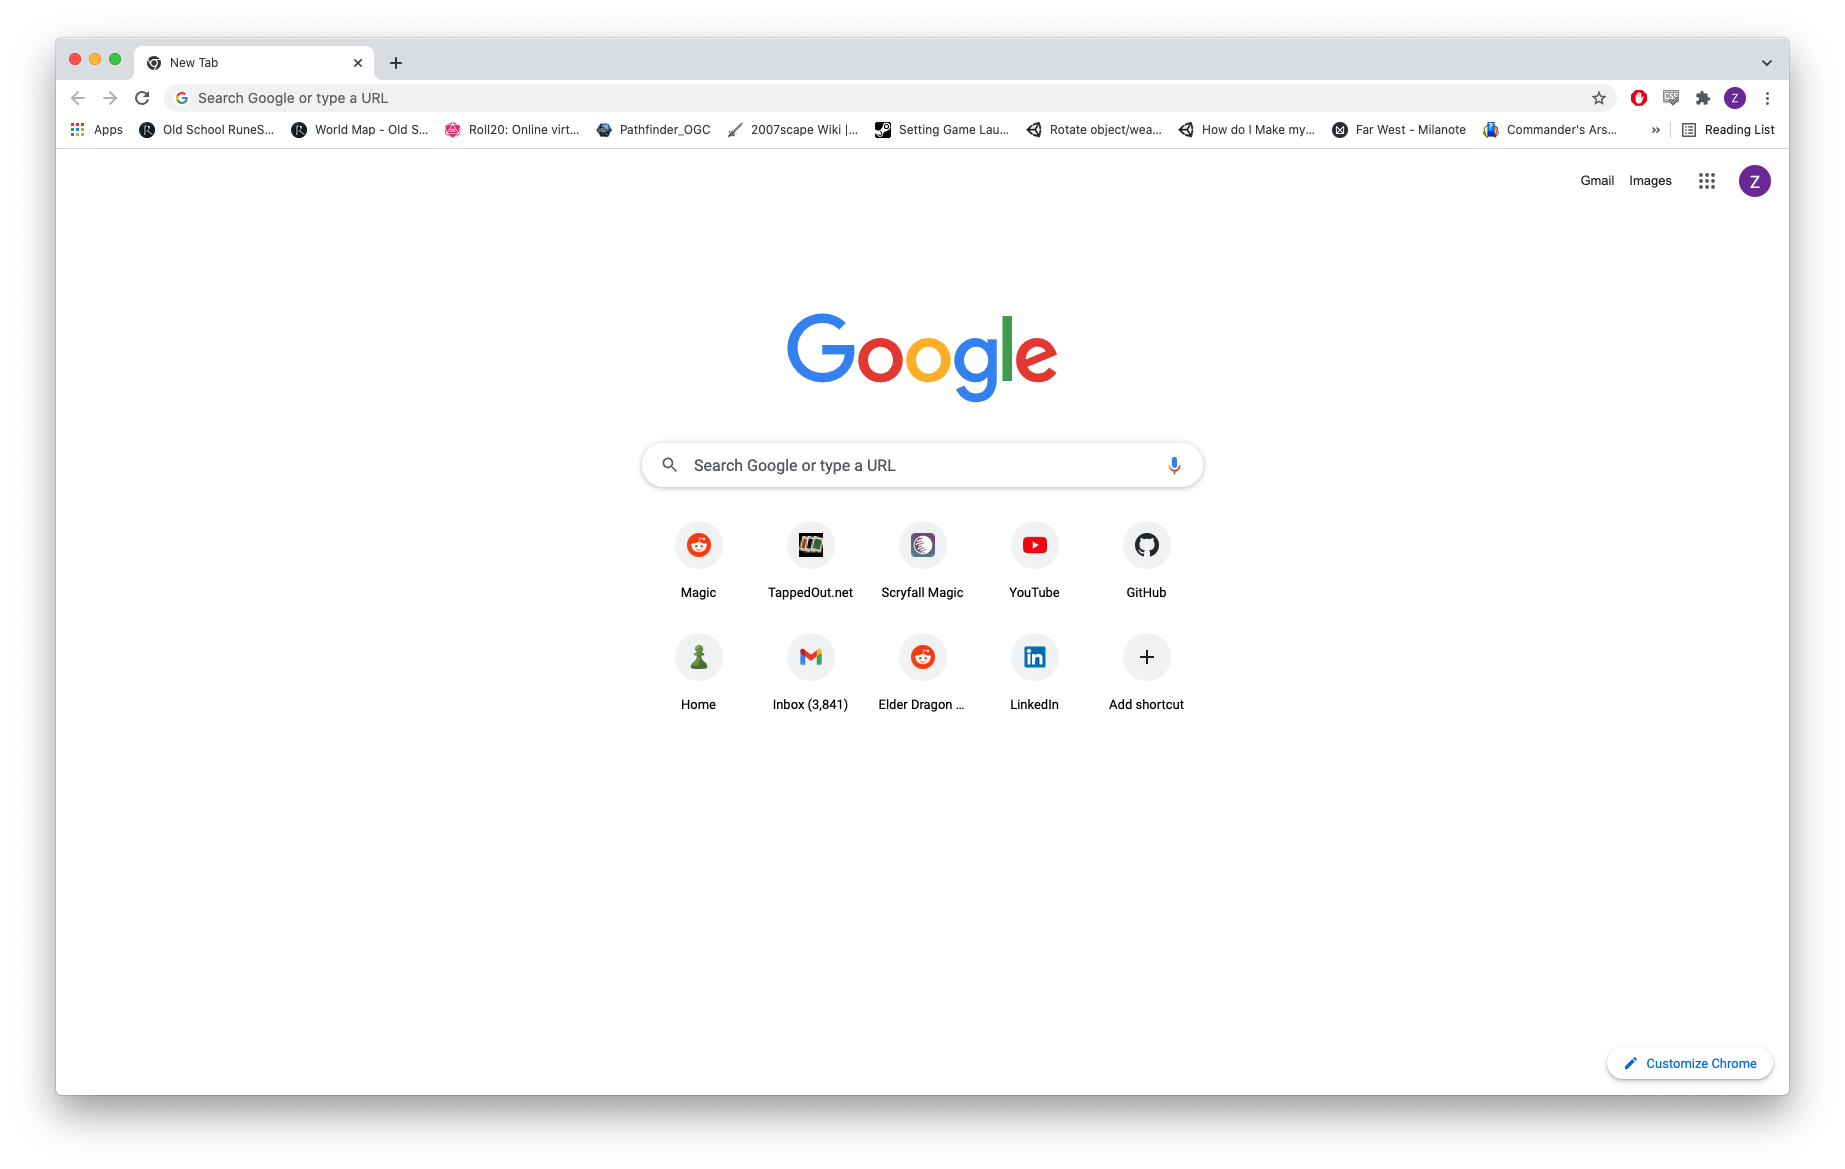 New Tab
Search Google or type a URL
Z
Apps
Old School RuneS...
World Map - Old S...
Roll20: Online virt...
Pathfinder_OGC
2007scape Wiki |...
Setting Game Lau...
Rotate object/wea...
How do I Make my...
Far West - Milanote
Commander's Ars...
»
Reading List
Gmail
Images
Z
Google
Search Google or type a URL
Magic
TappedOut.net
Scryfall Magic
YouTube
GitHub
Home
Inbox (3,841)
Elder Dragon ...
LinkedIn
Add shortcut
Customize Chrome